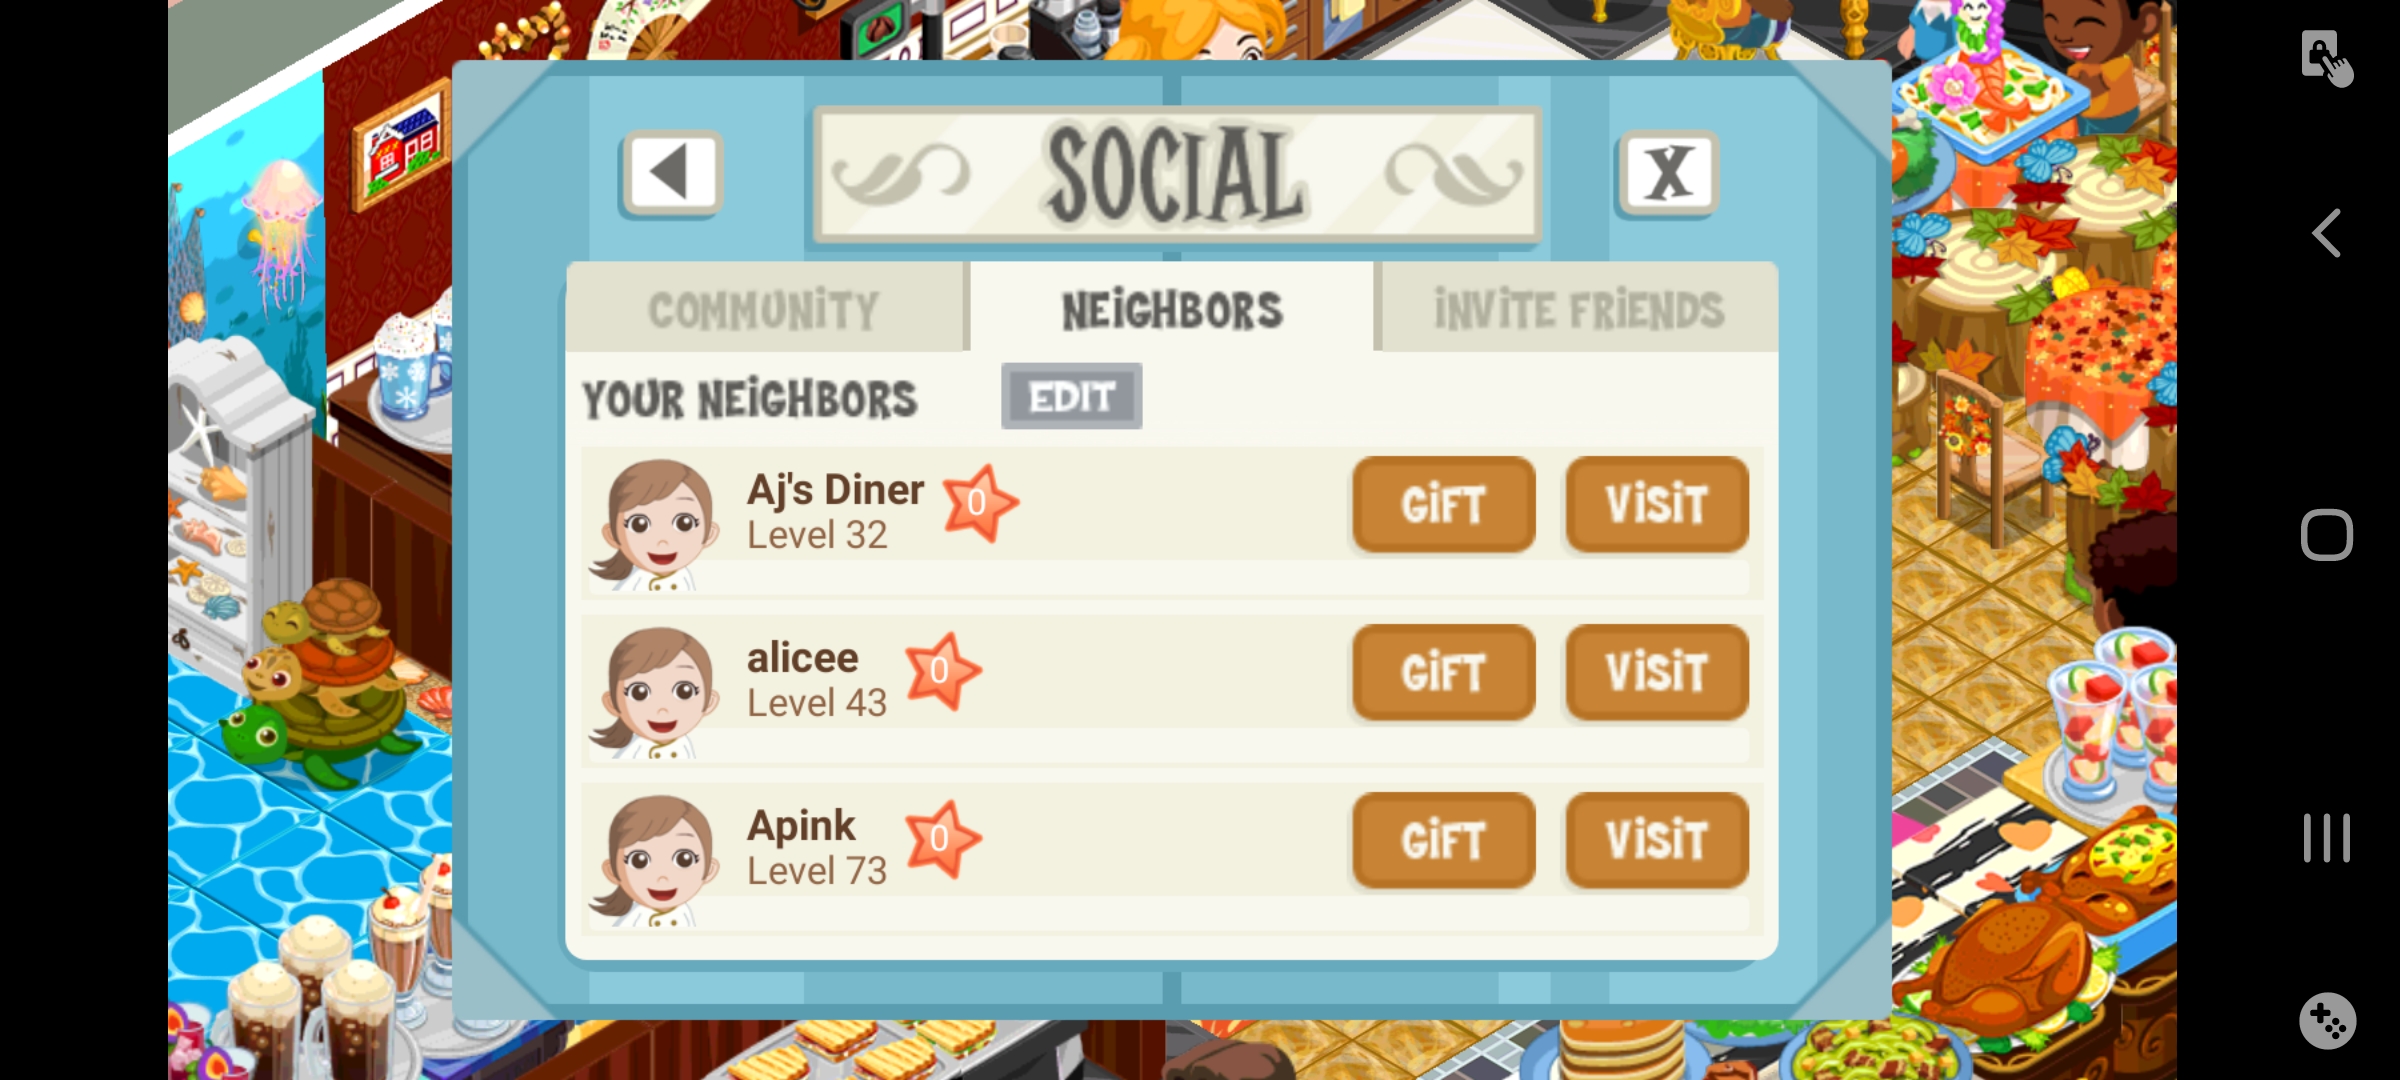 SOCIAL
X
COMMUNITY
NEIGHBORS
INVITE FRIENDS
YOUR NEIGHBORS
EDIT
Aj's Diner
0
Level 32
GIFT
VISIT
alicee
0
Level 43
GIFT
VISIT
Apink
0
Level 73
GIFT
VISIT